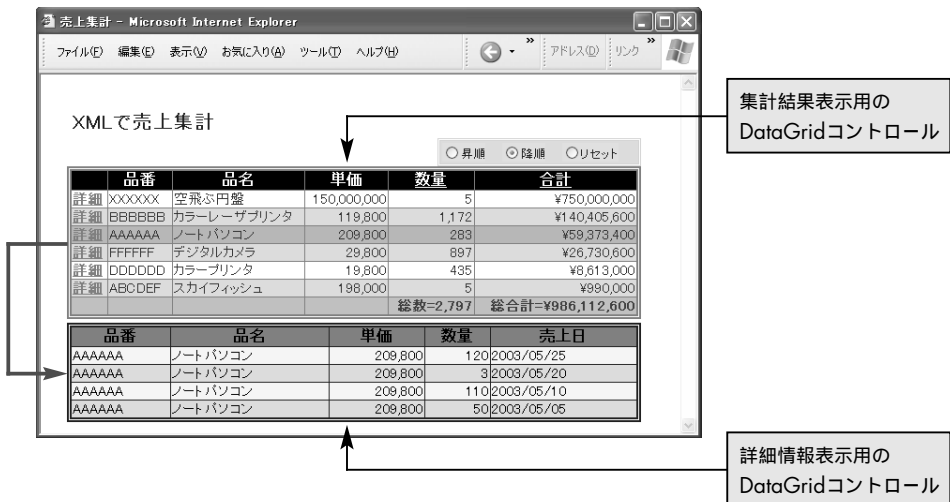 売上集計 - Microsoft Internet Explorer
ファイル(F) 編集(E) 表示(V) お気に入り(A) ツール(T) ヘルプ(H) » アドレス(D) リンク »
XMLで売上集計
昇順 降順 リセット
品番 品名 単価 数量 合計
詳細 XXXXXX 空飛ぶ円盤 150,000,000 5 ¥750,000,000
詳細 BBBBBB カラーレーザプリンタ 119,800 1,172 ¥140,405,600
詳細 AAAAAA ノートパソコン 209,800 283 ¥59,373,400
詳細 FFFFFF デジタルカメラ 29,800 897 ¥26,730,600
詳細 DDDDDD カラープリンタ 19,800 435 ¥8,613,000
詳細 ABCDEF スカイフィッシュ 198,000 5 ¥990,000
総数=2,797 総合計=¥986,112,600
品番 品名 単価 数量 売上日
AAAAAA ノートパソコン 209,800 120 2003/05/25
AAAAAA ノートパソコン 209,800 3 2003/05/20
AAAAAA ノートパソコン 209,800 110 2003/05/10
AAAAAA ノートパソコン 209,800 50 2003/05/05
集計結果表示用の
DataGridコントロール
詳細情報表示用の
DataGridコントロール